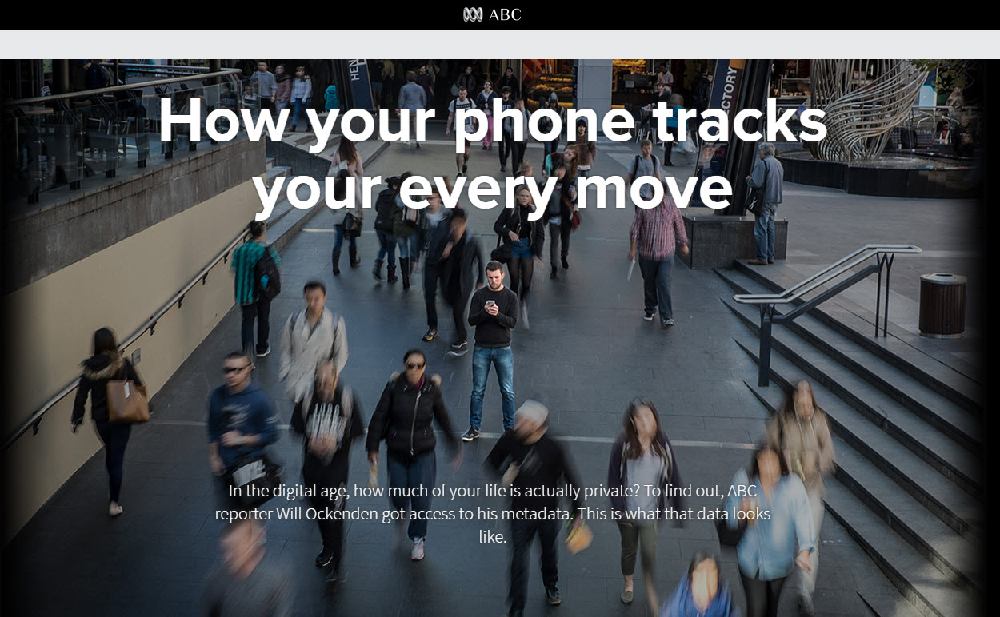 ABC
How your phone tracks
your every move
In the digital age, how much of your life is actually private? To find out, ABC
reporter Will Ockenden got access to his metadata. This is what that data looks
like.